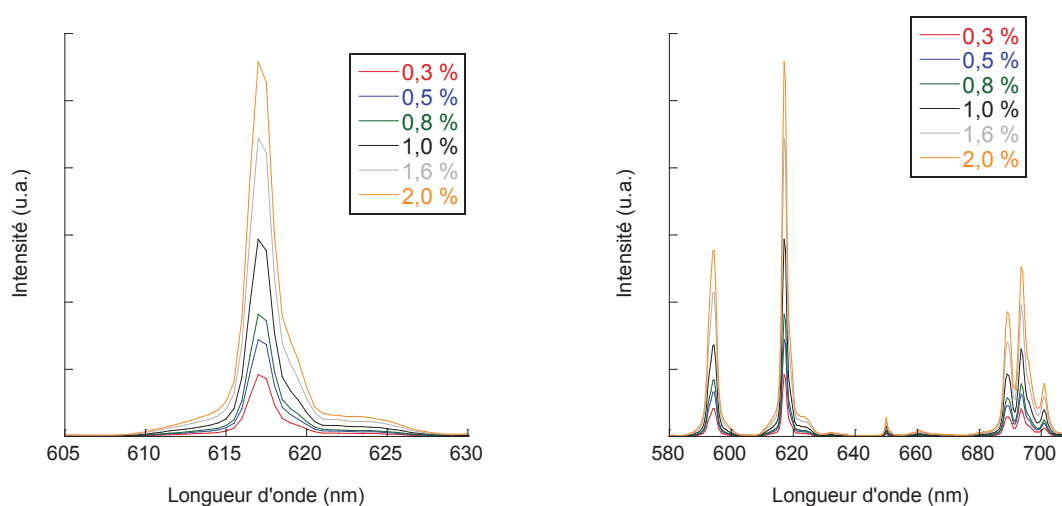 Intensité (u.a.)
0,3 %
0,5 %
0,8 %
1,0 %
1,6 %
2,0 %
605 610 615 620 625 630
Longueur d'onde (nm)
Intensité (u.a.)
0,3 %
0,5 %
0,8 %
1,0 %
1,6 %
2,0 %
580 600 620 640 660 680 700
Longueur d'onde (nm)